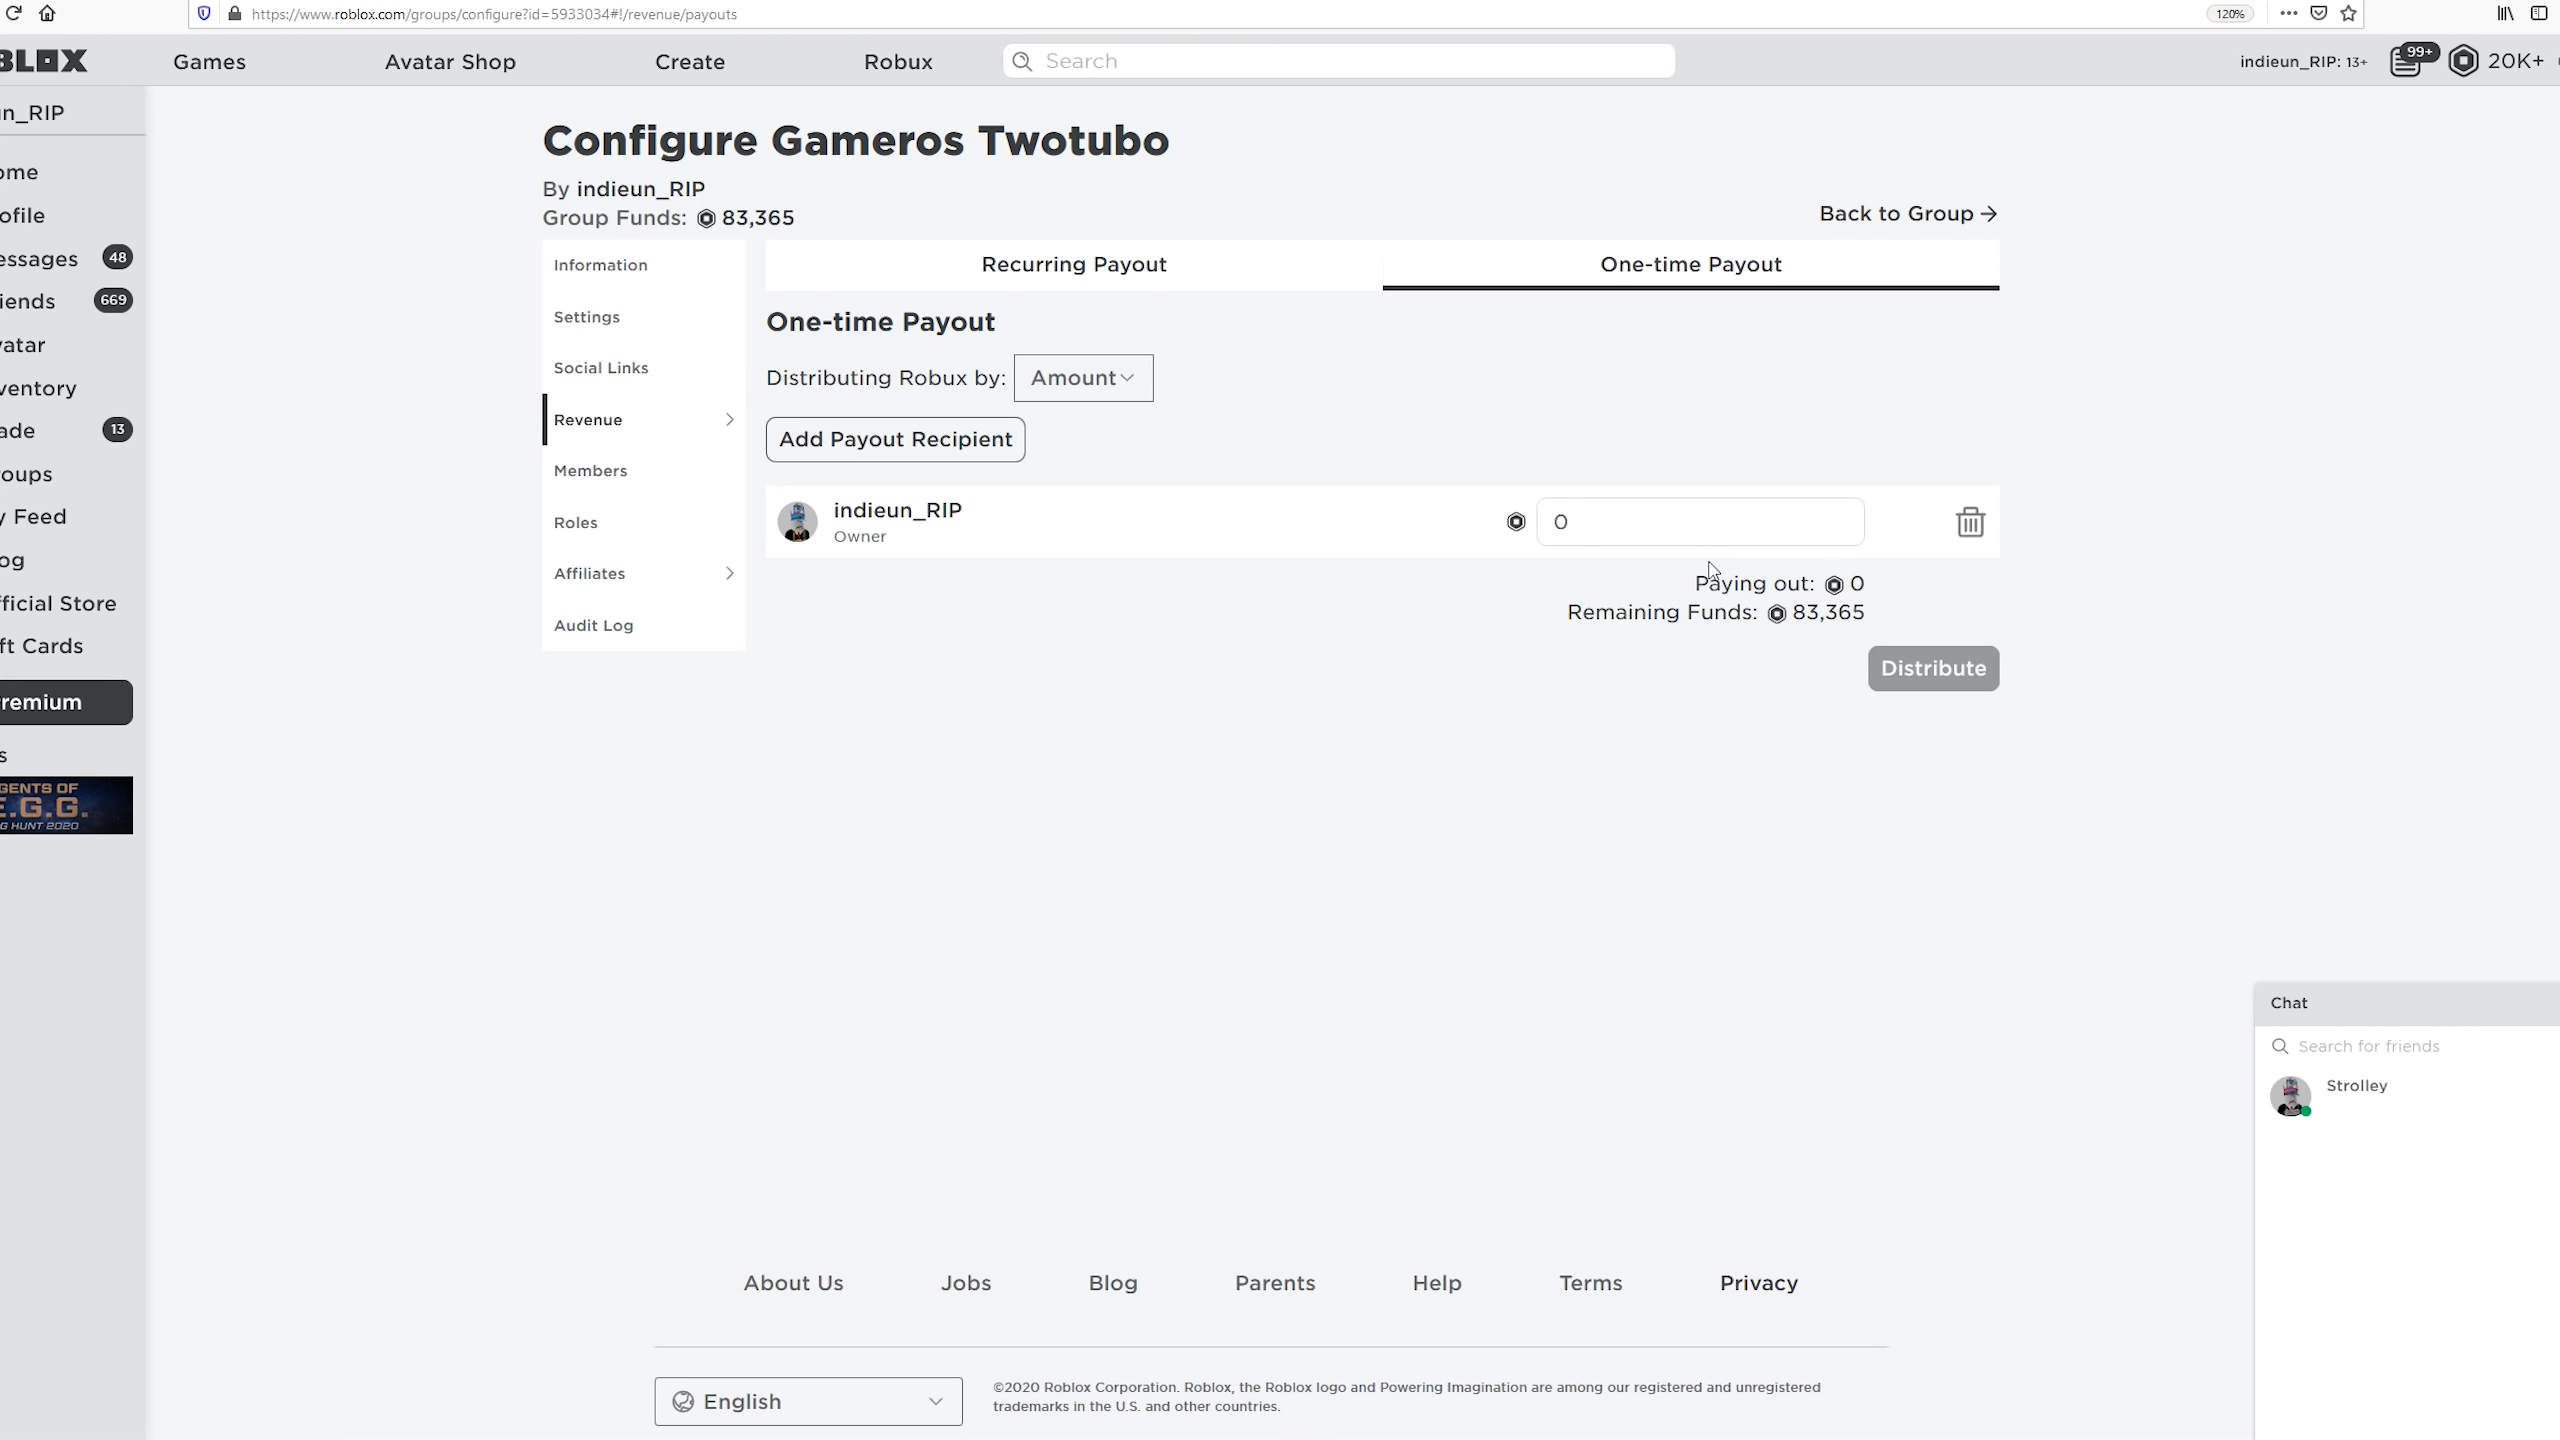 https://www.roblox.com/groups/configure?id=5933034#!/revenue/payouts
120%
BLOX
Games
Avatar Shop
Create
Robux
Search
indieun_RIP: 13+
99+
20K+
n_RIP
ome
ofile
essages
48
iends
669
vatar
ventory
ade
13
oups
y Feed
og
fficial Store
ft Cards
remium
s
GENTS OF
E.G.G.
G HUNT 2020
Configure Gameros Twotubo
By indieun_RIP
Group Funds: 83,365
Back to Group
Information
Settings
Social Links
Revenue
Members
Roles
Affiliates
Audit Log
Recurring Payout
One-time Payout
One-time Payout
Distributing Robux by: Amount
Add Payout Recipient
indieun_RIP
Owner
0
Paying out: 0
Remaining Funds: 83,365
Distribute
Chat
Search for friends
Strolley
About Us
Jobs
Blog
Parents
Help
Terms
Privacy
English
©2020 Roblox Corporation. Roblox, the Roblox logo and Powering Imagination are among our registered and unregistered
trademarks in the U.S. and other countries.